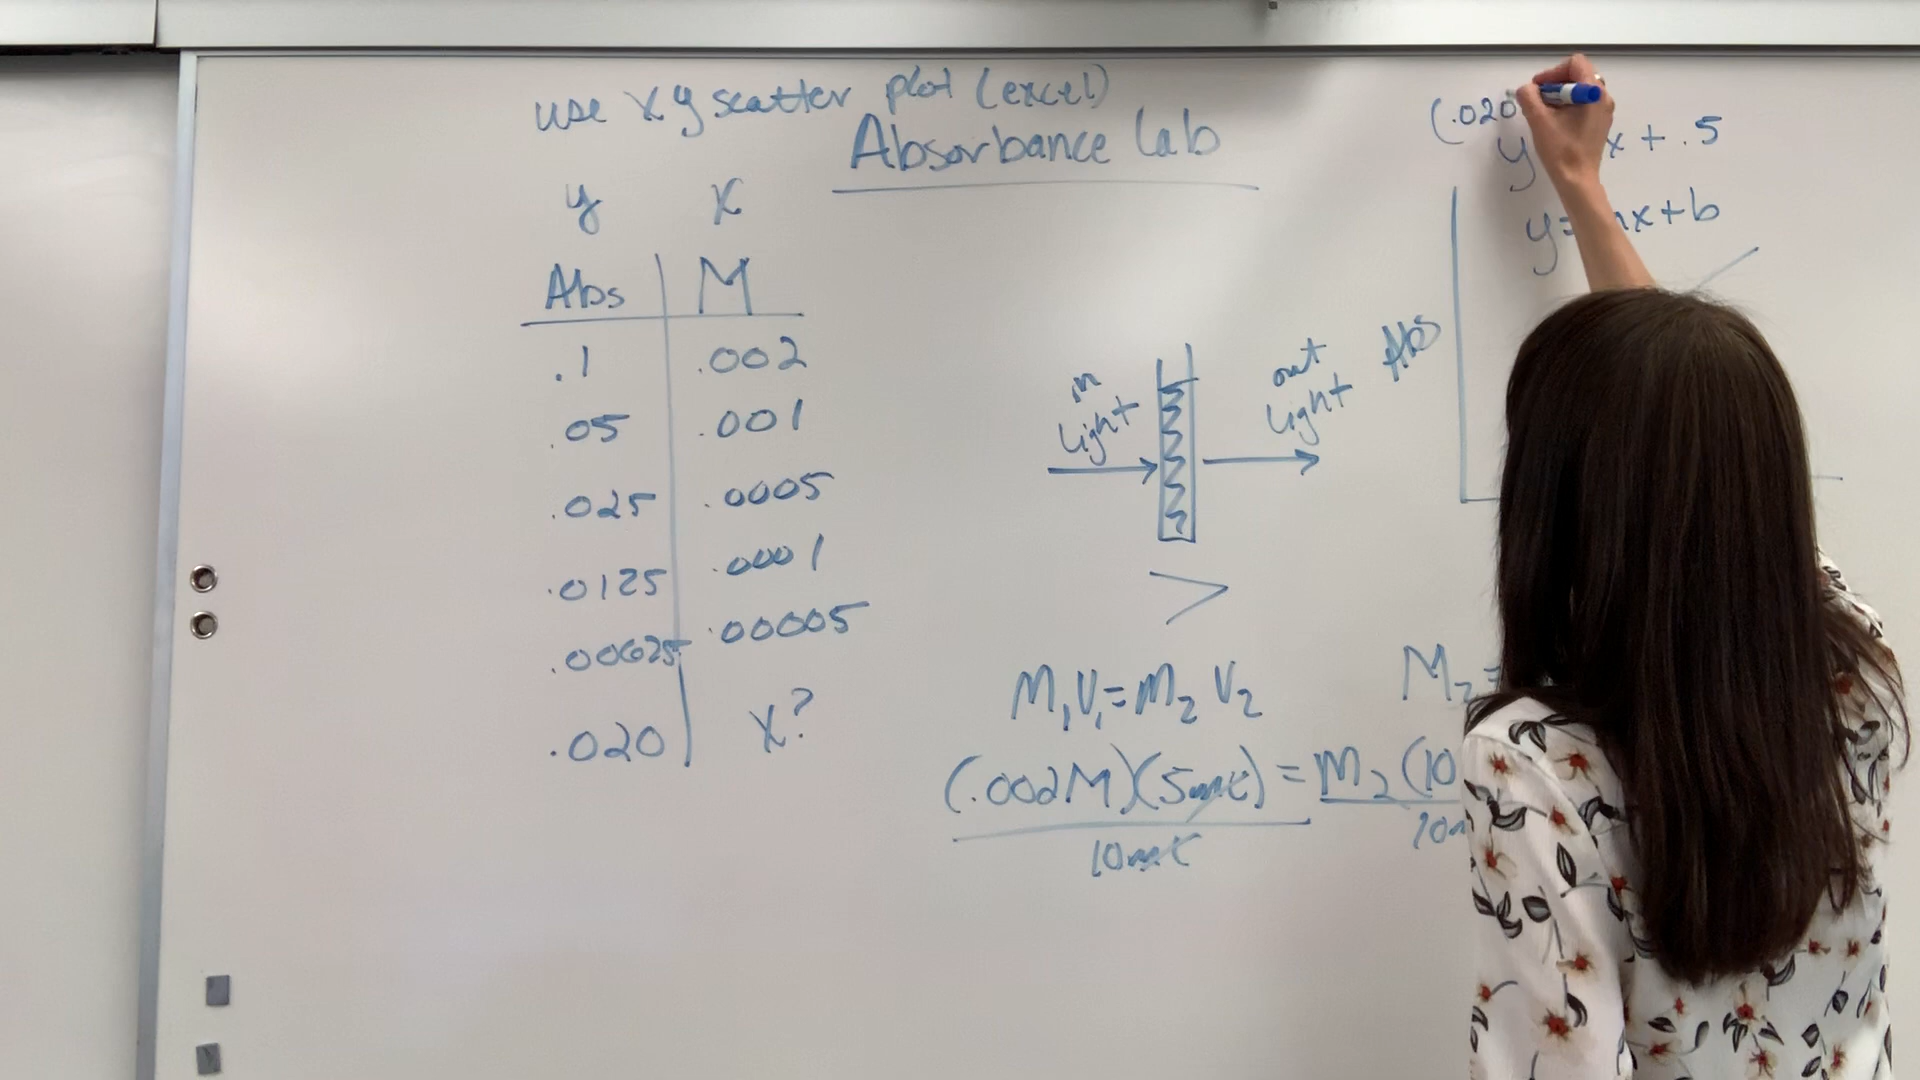 use xy scatter plot (excel)
Absorbance Lab
y x
Abs M
.1 .002
.05 .001
.025 .0005
.0125 .0001
.00625 .00005
.020 x?
in light
out light
M₁V₁=M₂V₂
(.002M)(5mL)=M₂(10
10mL 10m
M₂=
(.020
y x+.5
y= x+b
Abs